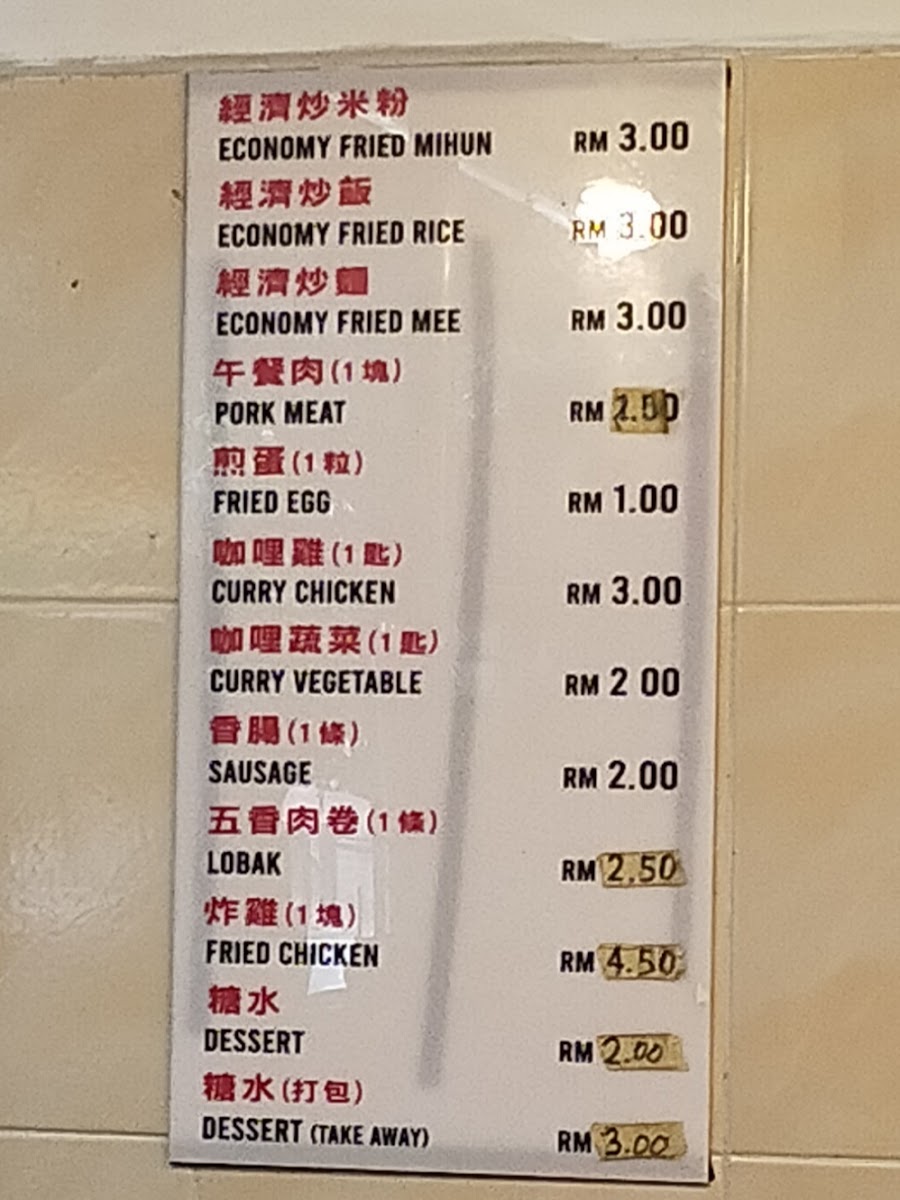 經濟炒米粉
ECONOMY FRIED MIHUN RM 3.00
經濟炒飯
ECONOMY FRIED RICE RM 3.00
經濟炒麵
ECONOMY FRIED MEE RM 3.00
午餐肉(1塊)
PORK MEAT RM
煎蛋(1粒)
FRIED EGG RM 1.00
咖哩雞(1匙)
CURRY CHICKEN RM 3.00
咖哩蔬菜(1匙)
CURRY VEGETABLE RM 2 00
香腸(1條)
SAUSAGE RM 2.00
五香肉卷(1條)
LOBAK RM 2.50
炸雞(1塊)
FRIED CHICKEN RM 4.50
糖水
DESSERT RM 2.00
糖水(打包)
DESSERT (TAKE AWAY) RM 3.00